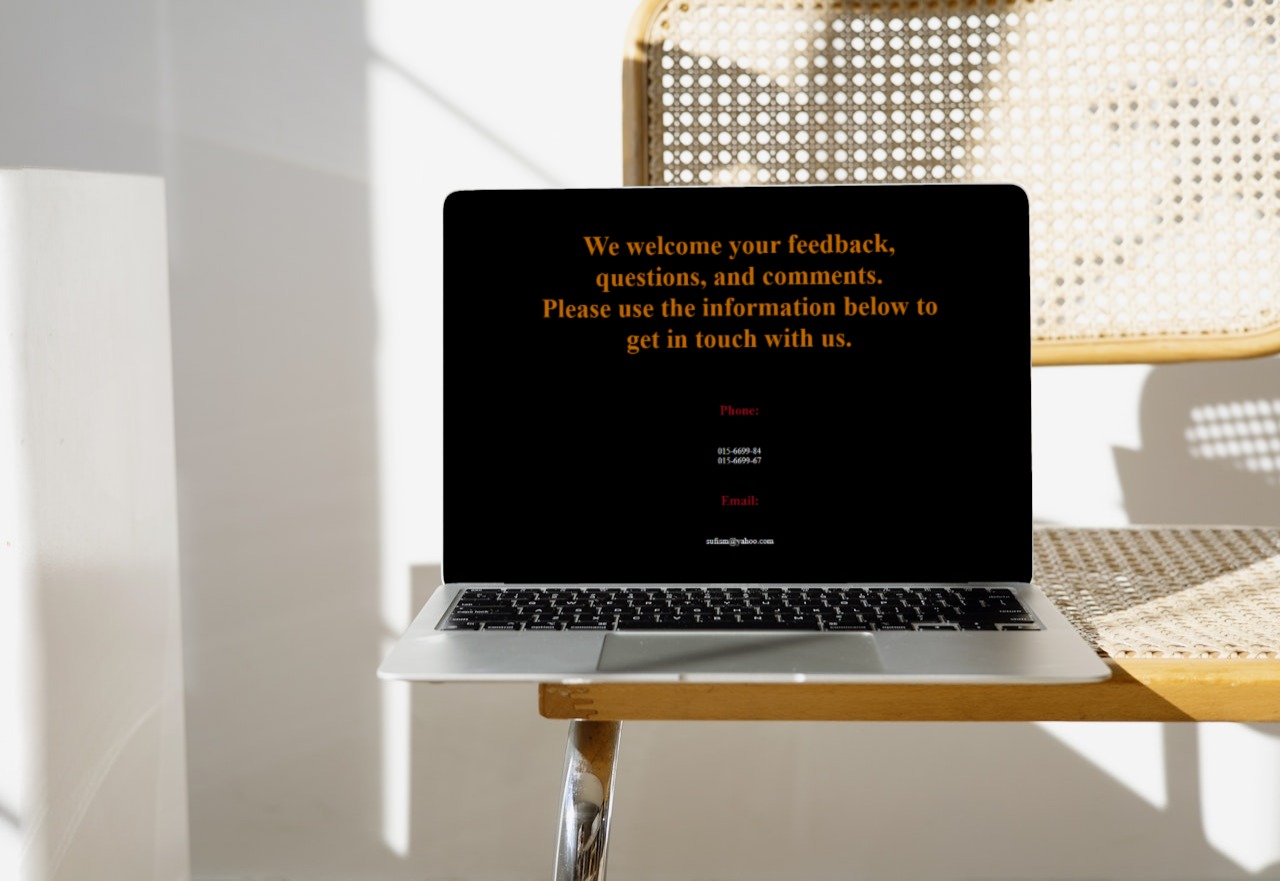 We welcome your feedback,
questions, and comments.
Please use the information below to
get in touch with us.
Phone:
015-6699-84
015-6699-67
Email:
sufism@yahoo.com